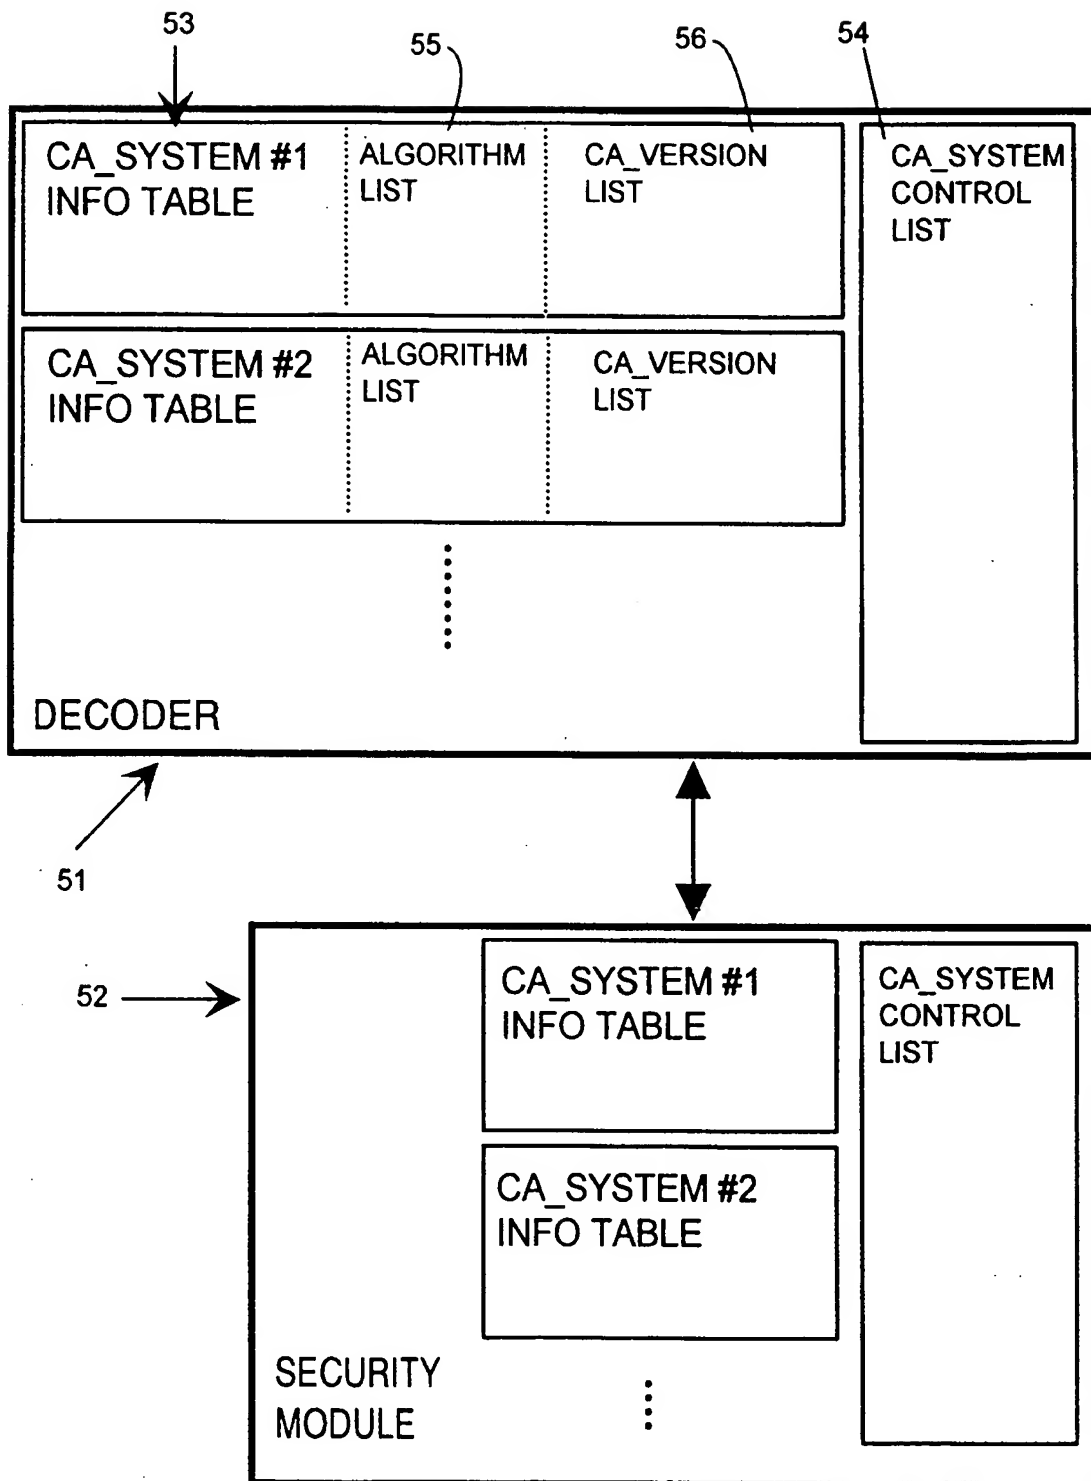 53
55
56
54
CA_SYSTEM #1
INFO TABLE
ALGORITHM
LIST
CA_VERSION
LIST
CA_SYSTEM
CONTROL
LIST
CA_SYSTEM #2
INFO TABLE
ALGORITHM
LIST
CA_VERSION
LIST
DECODER
51
52
CA_SYSTEM #1
INFO TABLE
CA_SYSTEM
CONTROL
LIST
CA_SYSTEM #2
INFO TABLE
SECURITY
MODULE